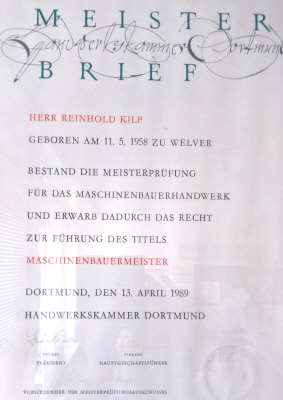 MEISTER
Handwerkskammer Dortmund
BRIEF
HERR REINHOLD KILP
GEBOREN AM 11. 5. 1958 ZU WELVER
BESTAND DIE MEISTERPRÜFUNG
FÜR DAS MASCHINENBAUERHANDWERK
UND ERWARB DADURCH DAS RECHT
ZUR FÜHRUNG DES TITELS
MASCHINENBAUERMEISTER
DORTMUND, DEN 13. APRIL 1989
HANDWERKSKAMMER DORTMUND
PRÄSIDENT HAUPTGESCHÄFTSFÜHRER
VORSITZENDER DES MEISTERPRÜFUNGSAUSSCHUSSES